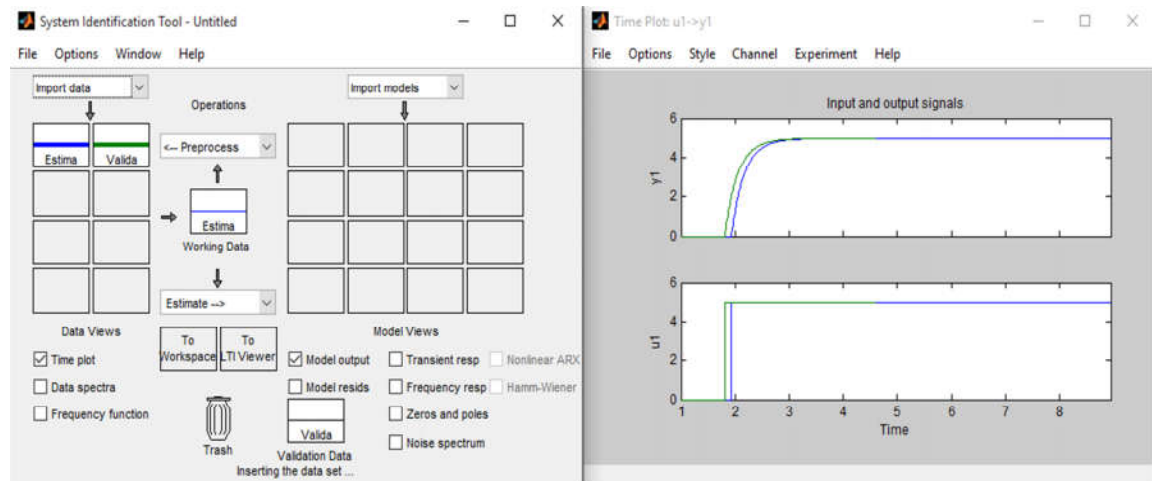 System Identification Tool - Untitled
File Options Window Help
Import data
Operations
Import models
Estima
Valida
<-- Preprocess
Estima
Working Data
Estimate -->
Data Views
To
Workspace
To
LTI Viewer
Model Views
Time plot
Data spectra
Frequency function
Model output
Model resids
Transient resp
Frequency resp
Zeros and poles
Noise spectrum
Nonlinear ARX
Hamm-Wiener
Trash
Valida
Validation Data
Inserting the data set ...
Time Plot: u1->y1
File Options Style Channel Experiment Help
Input and output signals
6
4
2
0
y1
6
4
2
0
u1
1 2 3 4 5 6 7 8
Time